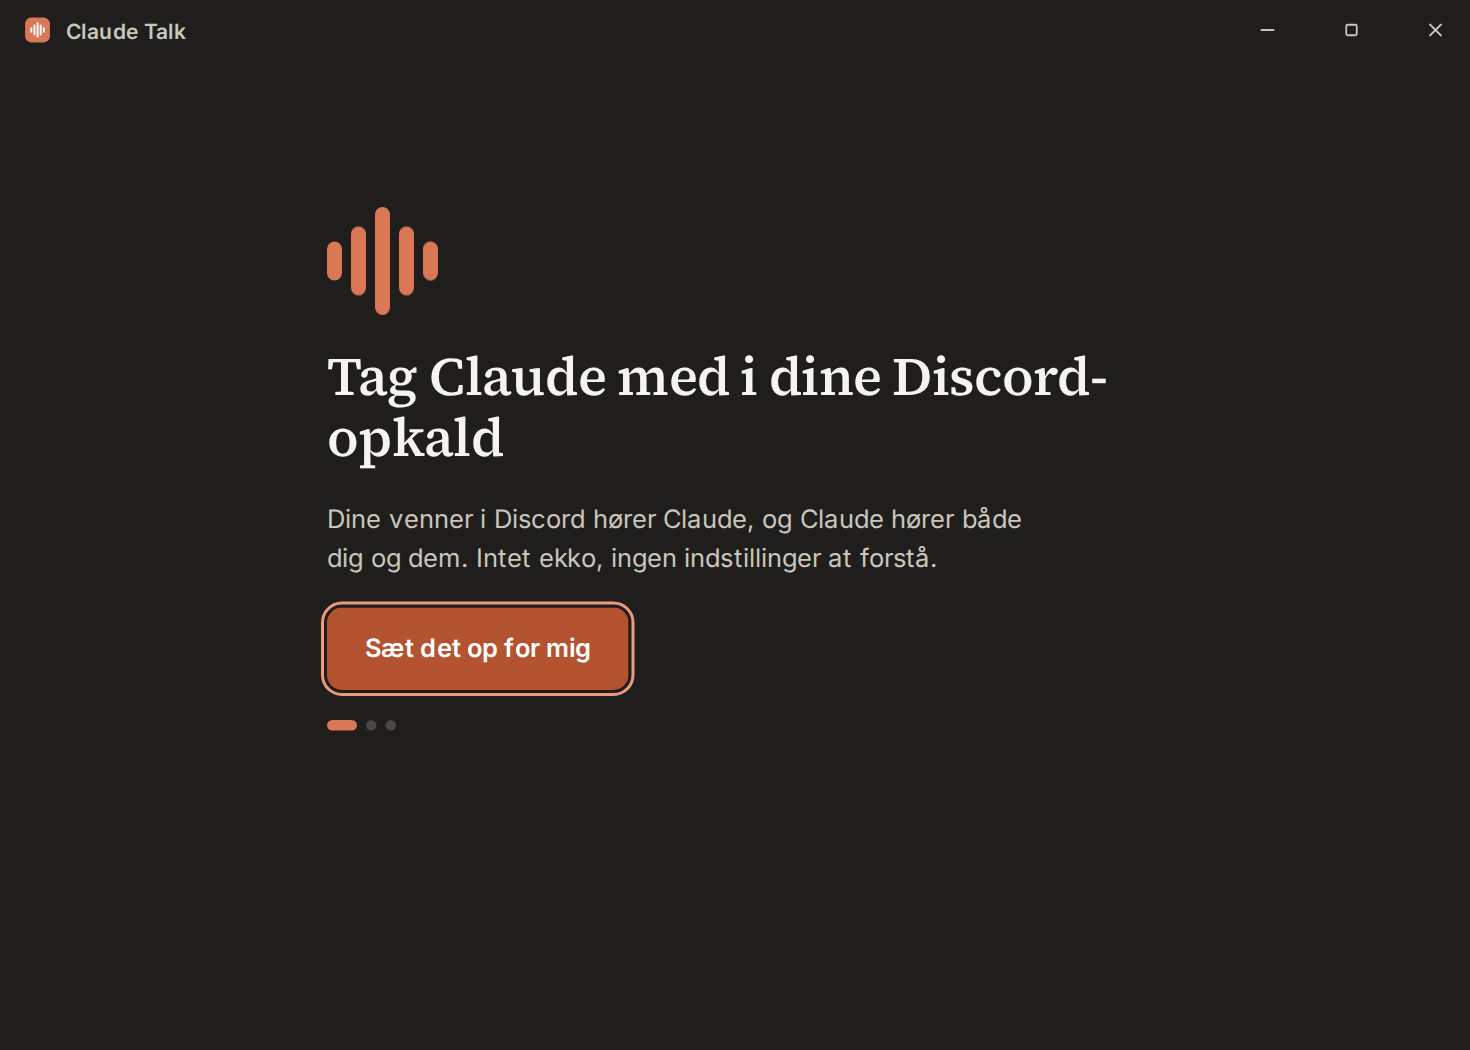 Claude Talk
Tag Claude med i dine Discord-
opkald
Dine venner i Discord hører Claude, og Claude hører både
dig og dem. Intet ekko, ingen indstillinger at forstå.
Sæt det op for mig